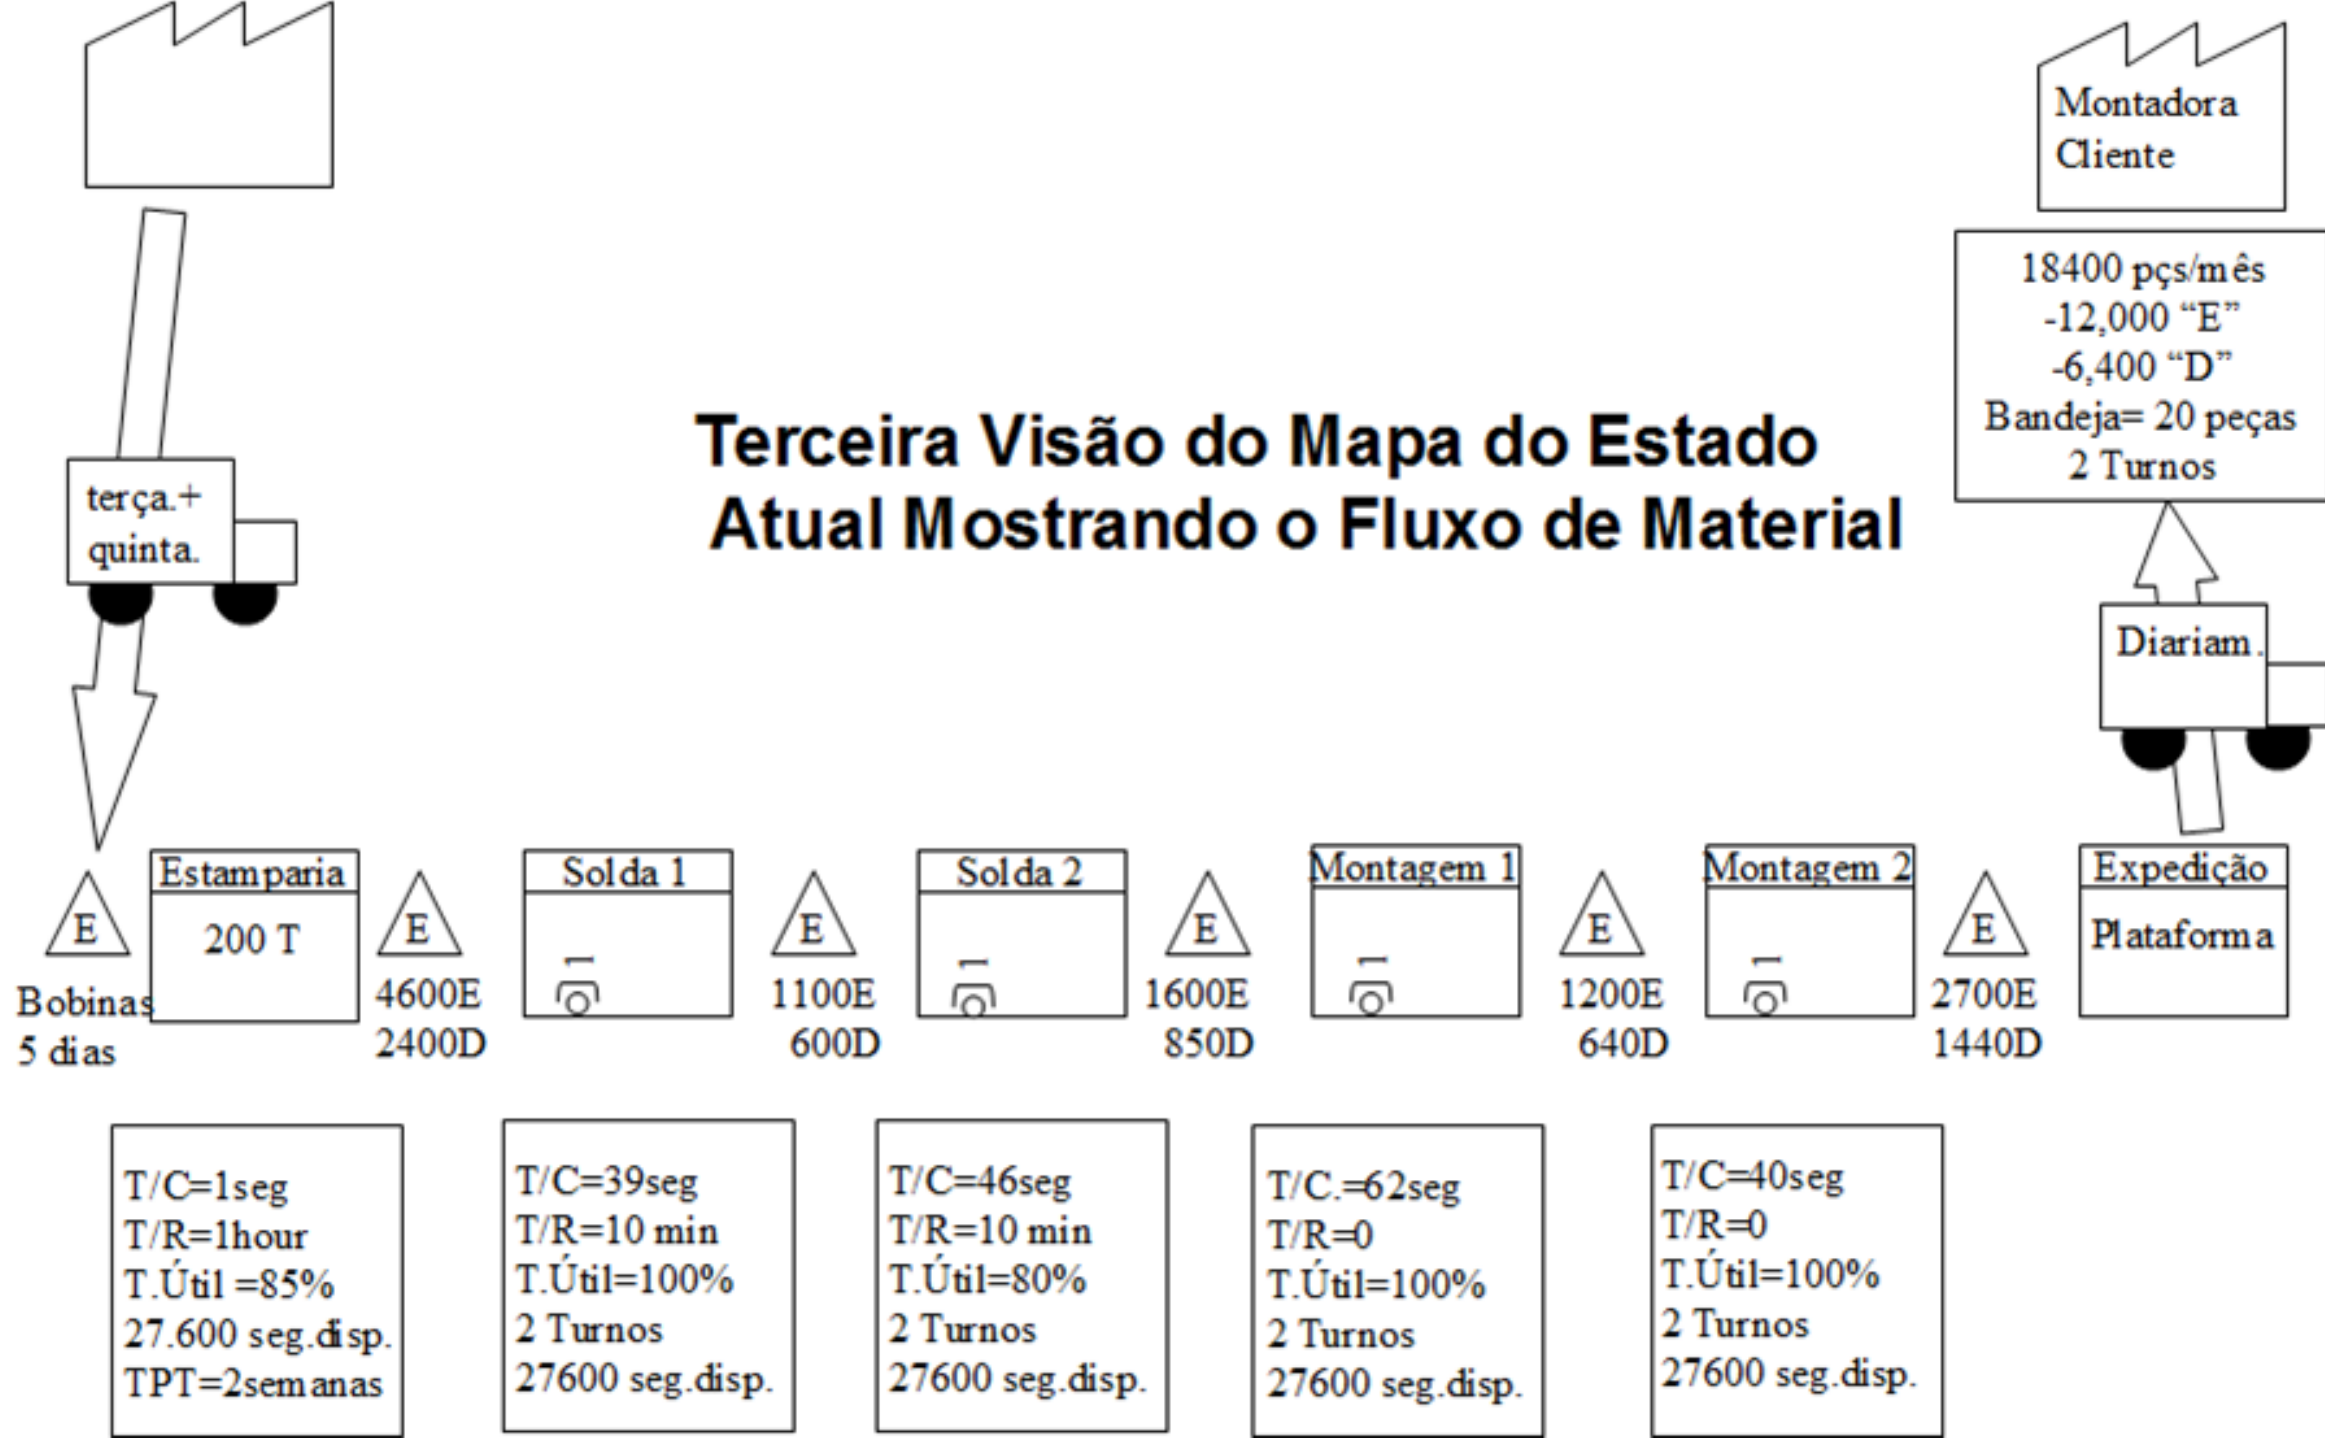 Montadora
Cliente
18400 pçs/mês
-12,000 “E”
-6,400 “D”
Bandeja= 20 peças
2 Turnos
terça.+
quinta.
Terceira Visão do Mapa do Estado
Atual Mostrando o Fluxo de Material
Diariam.
E
Bobinas
5 dias
Estamparia
200 T
E
4600E
2400D
Solda 1
1
E
1100E
600D
Solda 2
1
E
1600E
850D
Montagem 1
1
E
1200E
640D
Montagem 2
1
E
2700E
1440D
Expedição
Plataforma
T/C=1seg
T/R=1hour
T.Útil =85%
27.600 seg.disp.
TPT=2semanas
T/C=39seg
T/R=10 min
T.Útil=100%
2 Turnos
27600 seg.disp.
T/C=46seg
T/R=10 min
T.Útil=80%
2 Turnos
27600 seg.disp.
T/C.=62seg
T/R=0
T.Útil=100%
2 Turnos
27600 seg.disp.
T/C=40seg
T/R=0
T.Útil=100%
2 Turnos
27600 seg.disp.